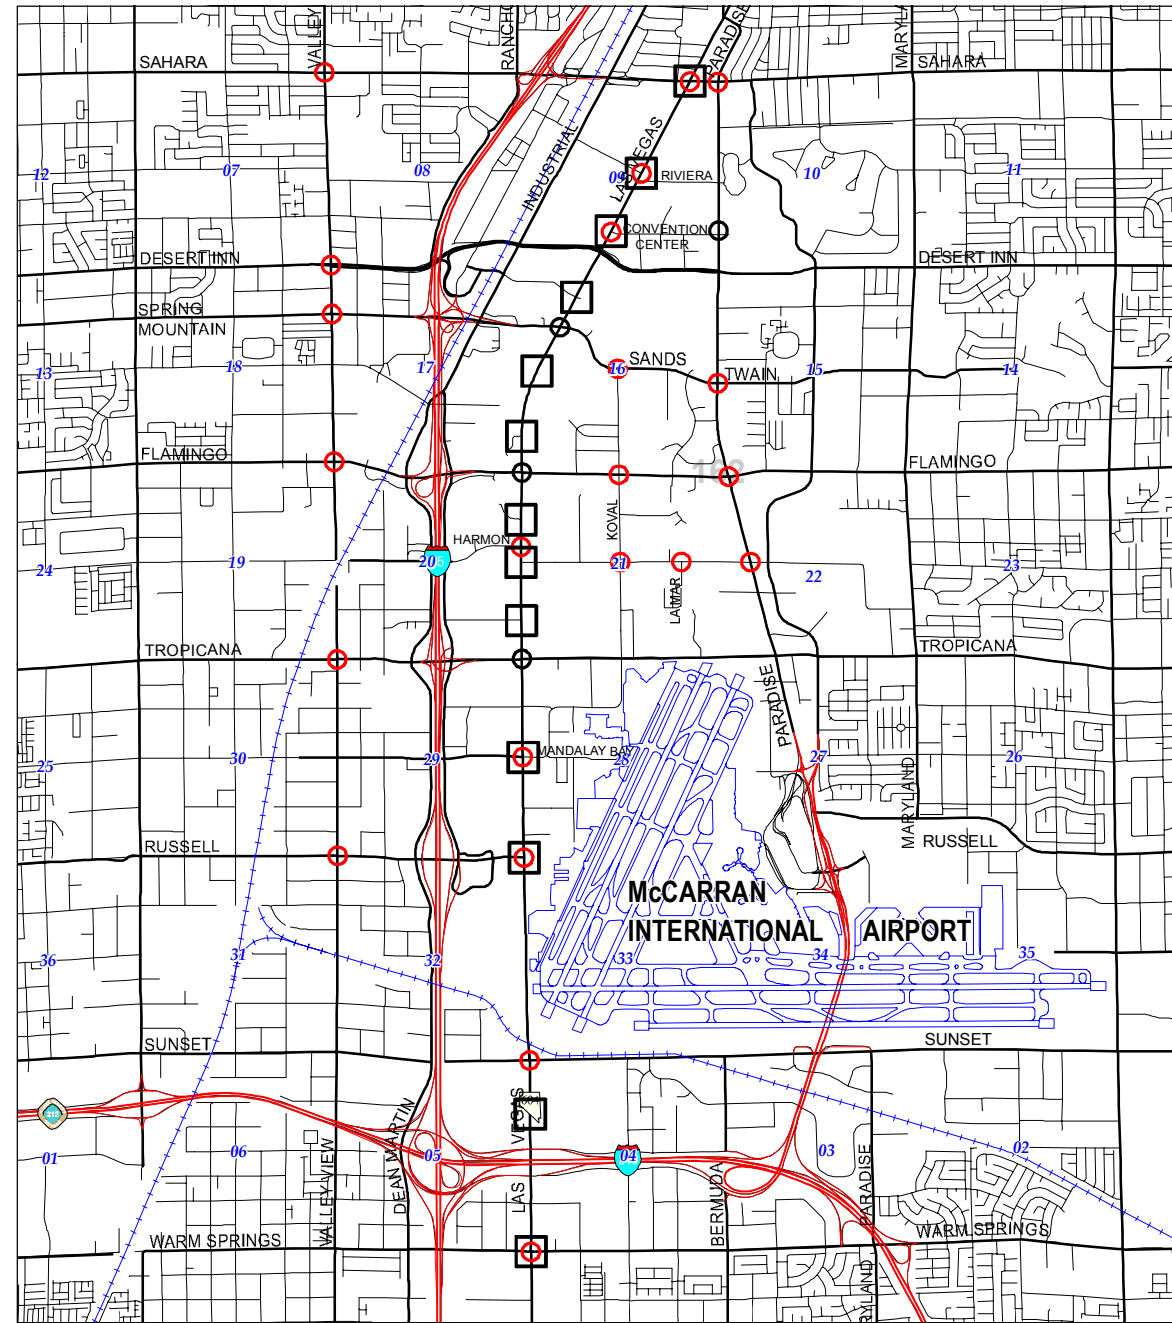 VALLEY
RANCHO
PARADISE
MARYLA
SAHARA
SAHARA
INDUSTRIAL
LAS VEGAS
12
07
08
09
RIVIERA
10
11
CONVENTION
CENTER
DESERT INN
DESERT INN
SPRING
MOUNTAIN
13
18
17
16
SANDS
TWAIN
15
14
FLAMINGO
162
FLAMINGO
KOVAL
HARMON
24
19
20
21
22
23
LAMAR
TROPICANA
TROPICANA
PARADISE
MANDALAY BAY
25
30
29
28
27
26
MARYLAND
RUSSELL
RUSSELL
McCARRAN
INTERNATIONAL AIRPORT
36
31
32
33
34
35
SUNSET
SUNSET
215
LAS VEGAS
DEAN MARTIN
VALLEY VIEW
BERMUDA
PARADISE
01
06
05
04
03
02
WARM SPRINGS
WARM SPRINGS
RYLAND